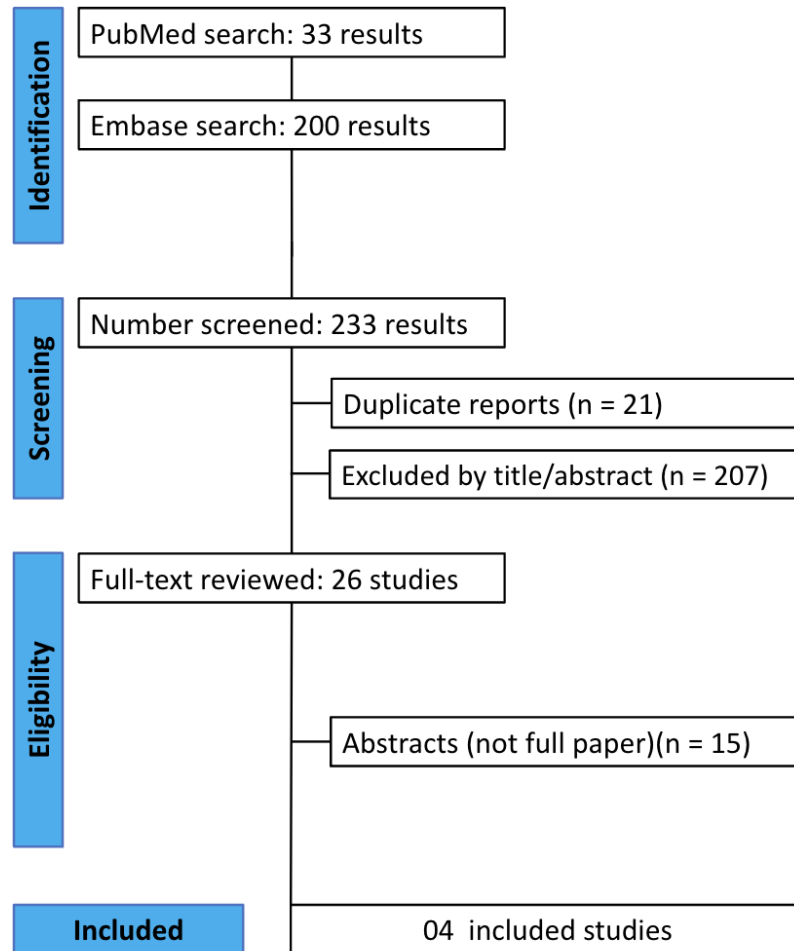 Identification
PubMed search: 33 results
Embase search: 200 results
Screening
Number screened: 233 results
Duplicate reports (n = 21)
Excluded by title/abstract (n = 207)
Eligibility
Full-text reviewed: 26 studies
Abstracts (not full paper)(n = 15)
Included
04 included studies